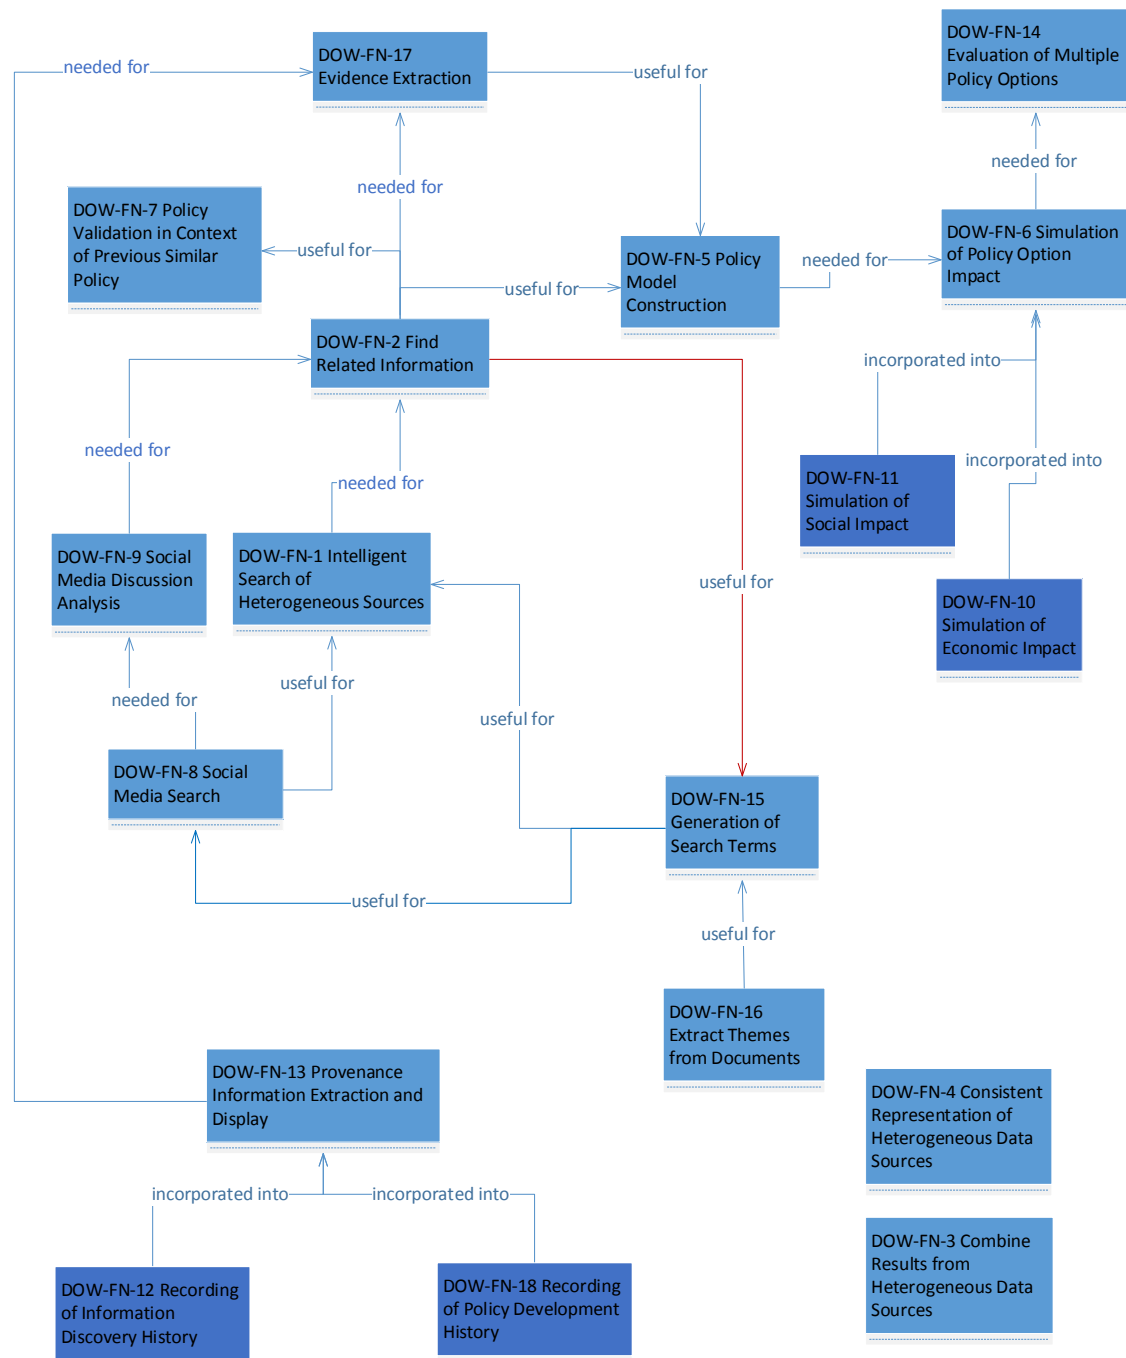 DOW-FN-14
Evaluation of Multiple
Policy Options
DOW-FN-17
Evidence Extraction
needed for
useful for
needed for
needed for
DOW-FN-7 Policy
Validation in Context
of Previous Similar
Policy
useful for
DOW-FN-6 Simulation
of Policy Option
Impact
DOW-FN-5 Policy
Model
Construction
needed for
useful for
DOW-FN-2 Find
Related Information
incorporated into
needed for
incorporated into
needed for
DOW-FN-11
Simulation of
Social Impact
DOW-FN-9 Social
Media Discussion
Analysis
DOW-FN-1 Intelligent
Search of
Heterogeneous Sources
useful for
DOW-FN-10
Simulation of
Economic Impact
useful for
needed for
useful for
DOW-FN-8 Social
Media Search
DOW-FN-15
Generation of
Search Terms
useful for
useful for
DOW-FN-16
Extract Themes
from Documents
DOW-FN-13 Provenance
Information Extraction and
Display
DOW-FN-4 Consistent
Representation of
Heterogeneous Data
Sources
incorporated into
incorporated into
DOW-FN-3 Combine
Results from
Heterogeneous Data
Sources
DOW-FN-12 Recording
of Information
Discovery History
DOW-FN-18 Recording
of Policy Development
History